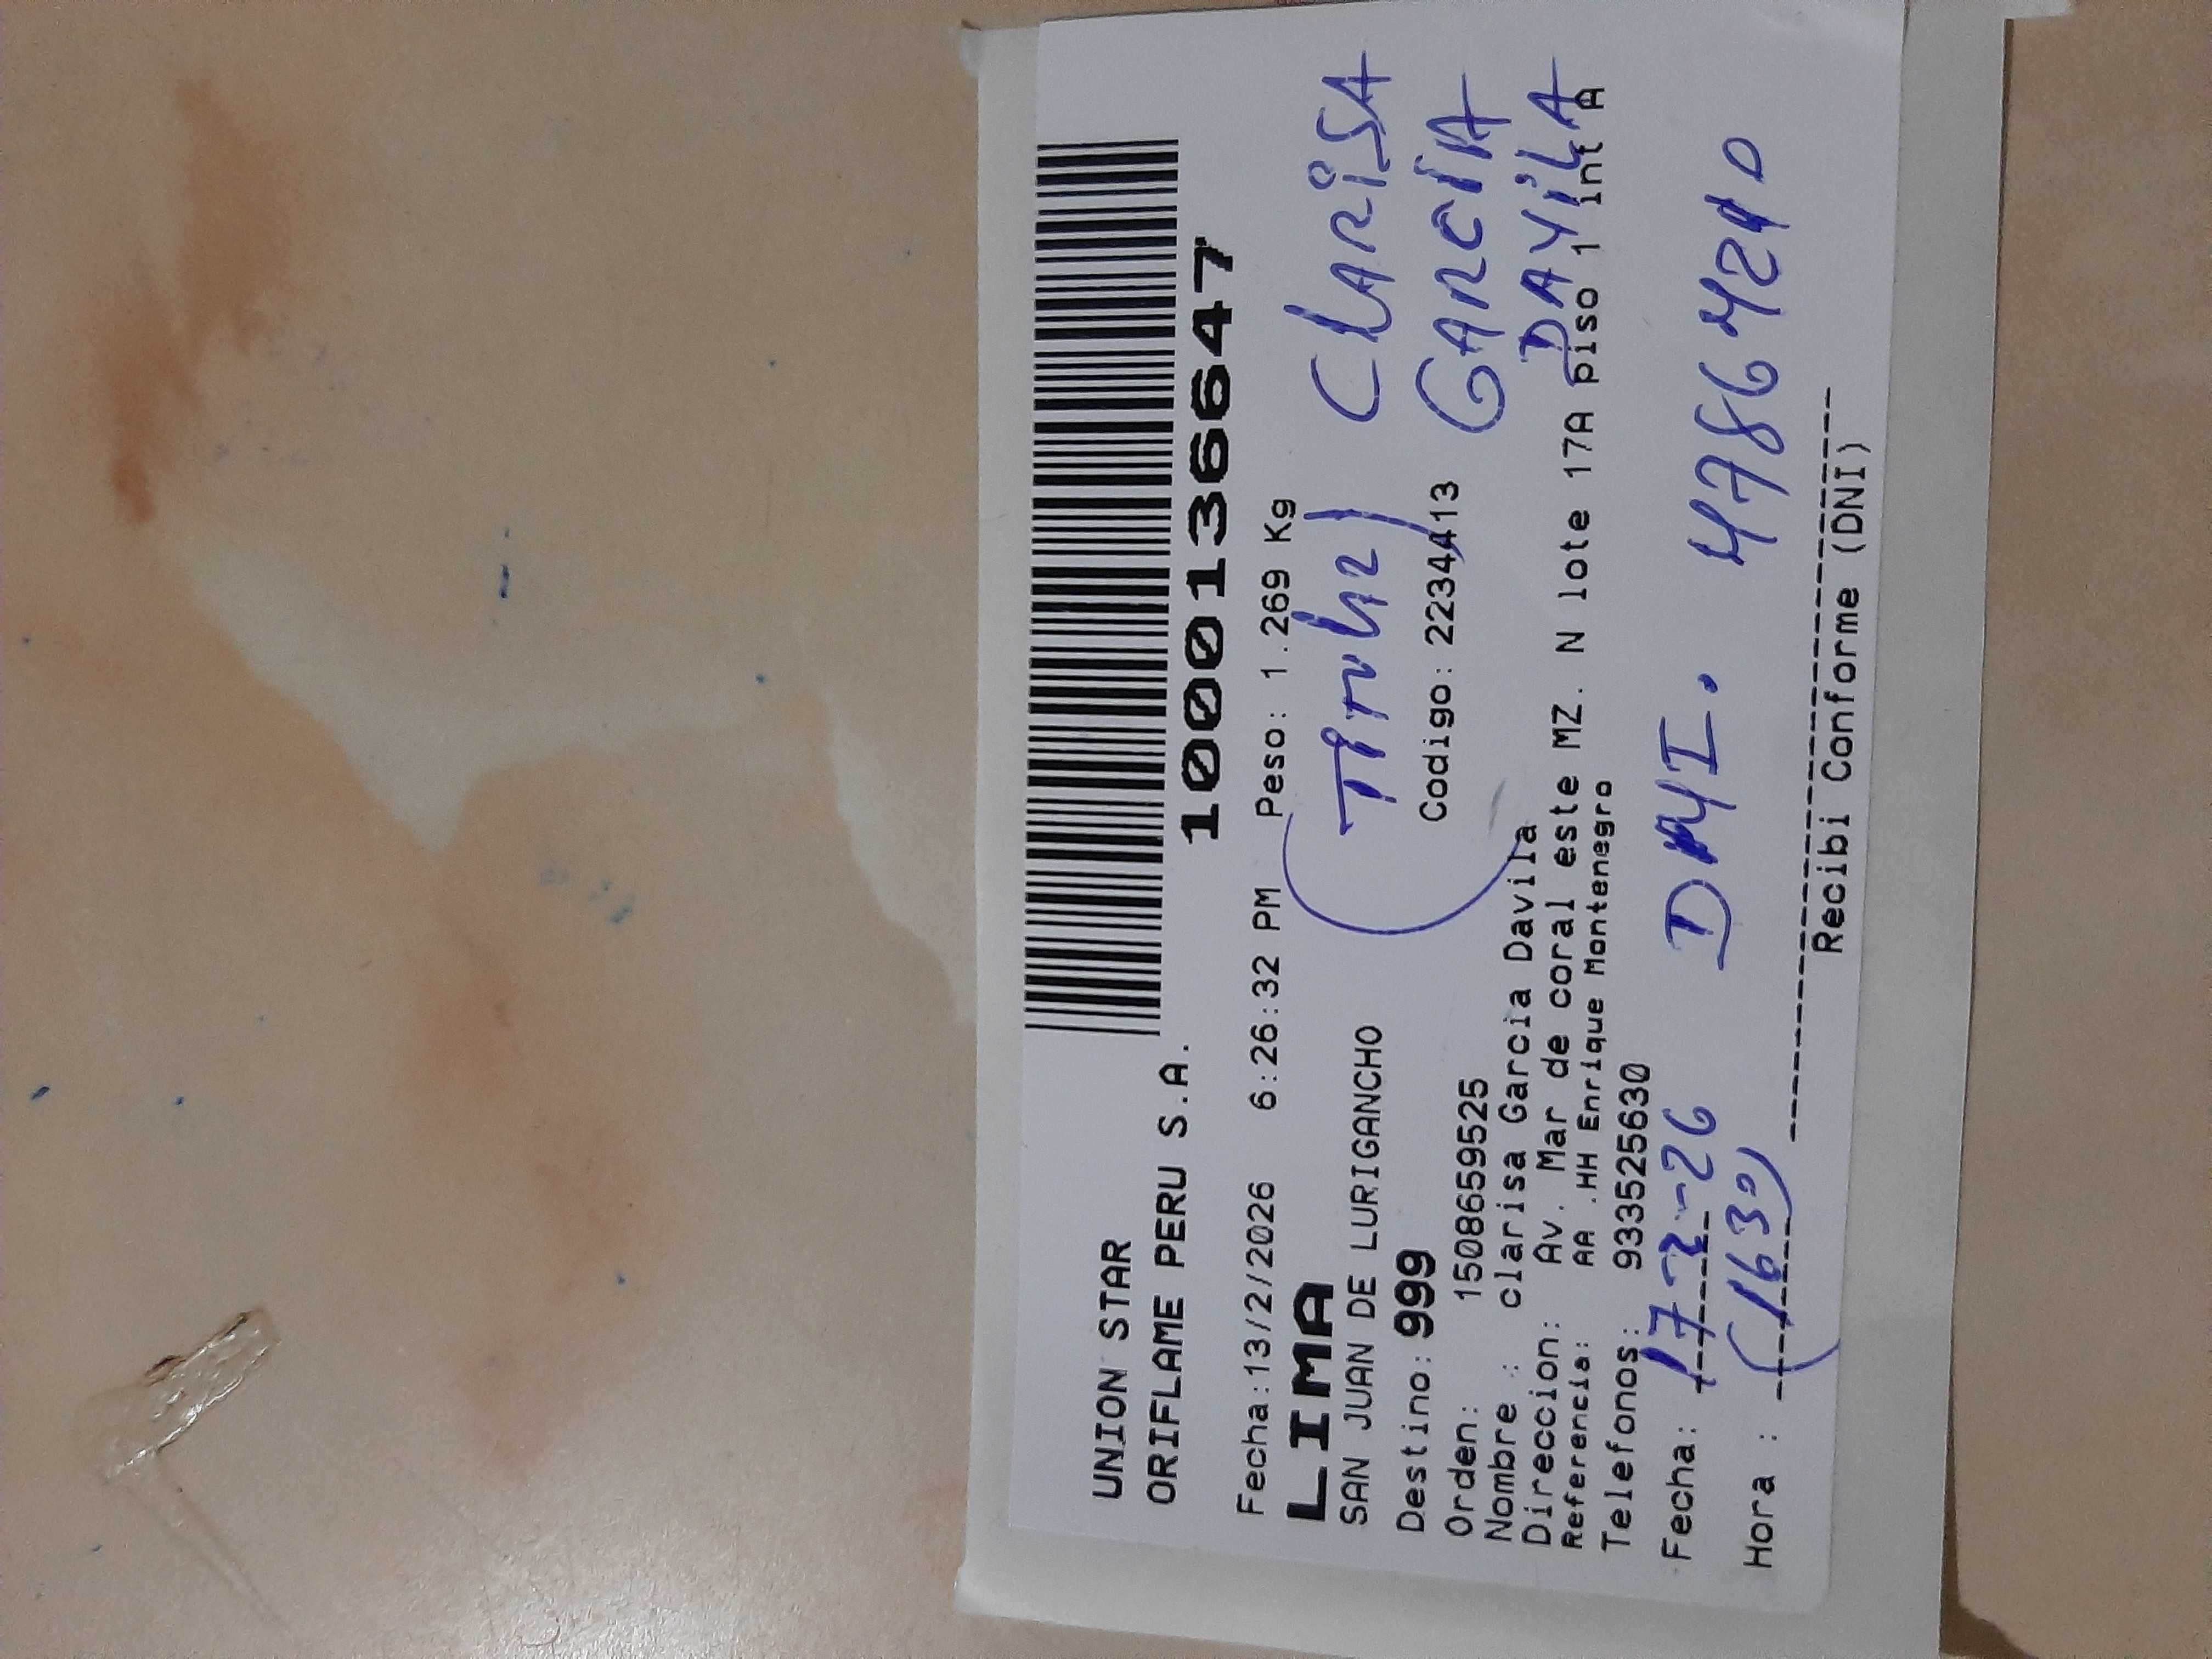 UNION STAR
ORIFLAME PERU S.A.
1000136647
Fecha:13/2/2026 6:26:32 PM Peso: 1.269 Kg
LIMA
SAN JUAN DE LURIGANCHO
(Titular) CLARISA
GARCIA
DAVILA
Destino: 999 Codigo: 2234413
Orden: 1508659525
Nombre : clarisa Garcia Davila
Direccion: Av. Mar de coral este MZ. N lote 17A piso 1 int A
Referencia: AA .HH Enrique Montenegro
Telefonos: 933525630
Fecha: 17-2-26 DNI. 47864240
Hora : (1630)
Recibi Conforme (DNI)